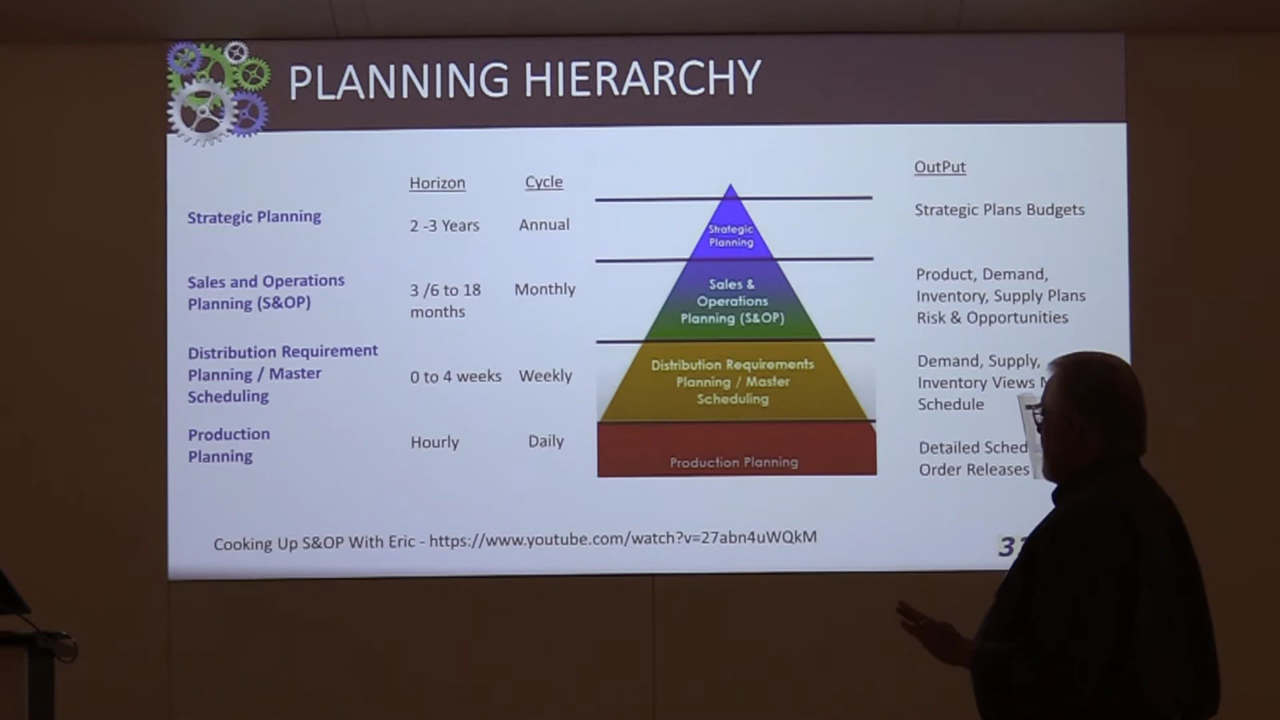 PLANNING HIERARCHY
Horizon
Cycle
OutPut
Strategic Planning
2 -3 Years
Annual
Strategic
Planning
Strategic Plans Budgets
Sales and Operations
Planning (S&OP)
3 /6 to 18
months
Monthly
Sales &
Operations
Planning (S&OP)
Product, Demand,
Inventory, Supply Plans
Risk & Opportunities
Distribution Requirement
Planning / Master
Scheduling
0 to 4 weeks
Weekly
Distribution Requirements
Planning / Master
Scheduling
Demand, Supply,
Inventory Views
Schedule
Production
Planning
Hourly
Daily
Production Planning
Detailed
Order Releases
Cooking Up S&OP With Eric - https://www.youtube.com/watch?v=27abn4uWQkM